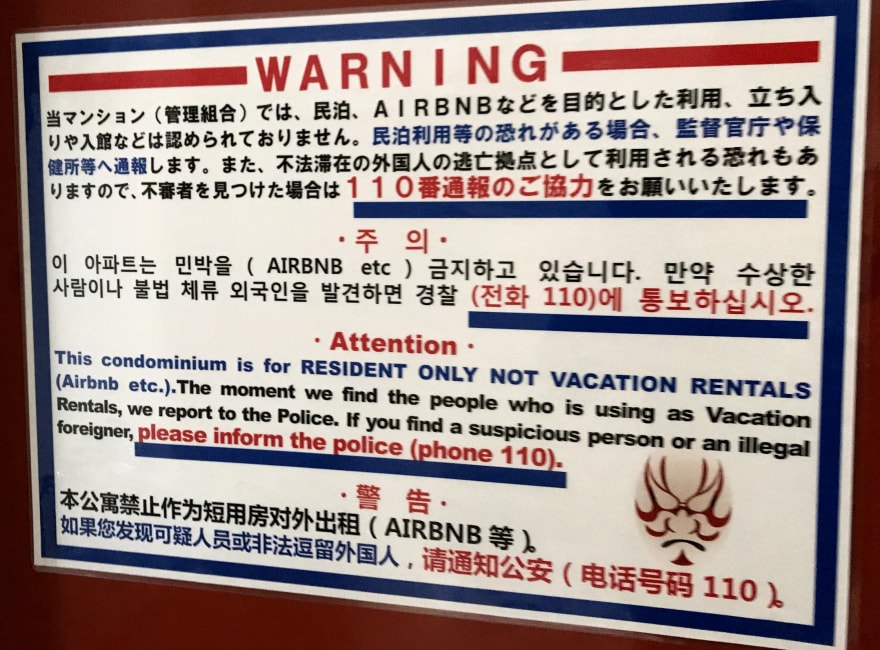 WARNING
当マンション（管理組合）では、民泊、ＡＩＲＢＮＢなどを目的とした利用、立ち入
りや入館などは認められておりません。民泊利用等の恐れがある場合、監督官庁や保
健所等へ通報します。また、不法滞在の外国人の逃亡拠点として利用される恐れもあ
りますので、不審者を見つけた場合は１１０番通報のご協力をお願いいたします。
・주 의・
이 아파트는 민박을 ( AIRBNB etc ) 금지하고 있습니다. 만약 수상한
사람이나 불법 체류 외국인을 발견하면 경찰 (전화 110)에 통보하십시오.
・Attention・
This condominium is for RESIDENT ONLY NOT VACATION RENTALS
(Airbnb etc.).The moment we find the people who is using as Vacation
Rentals, we report to the Police. If you find a suspicious person or an illegal
foreigner, please inform the police (phone 110).
・警 告・
本公寓禁止作为短用房对外出租（AIRBNB 等）。
如果您发现可疑人员或非法逗留外国人，请通知公安（电话号码 110）。